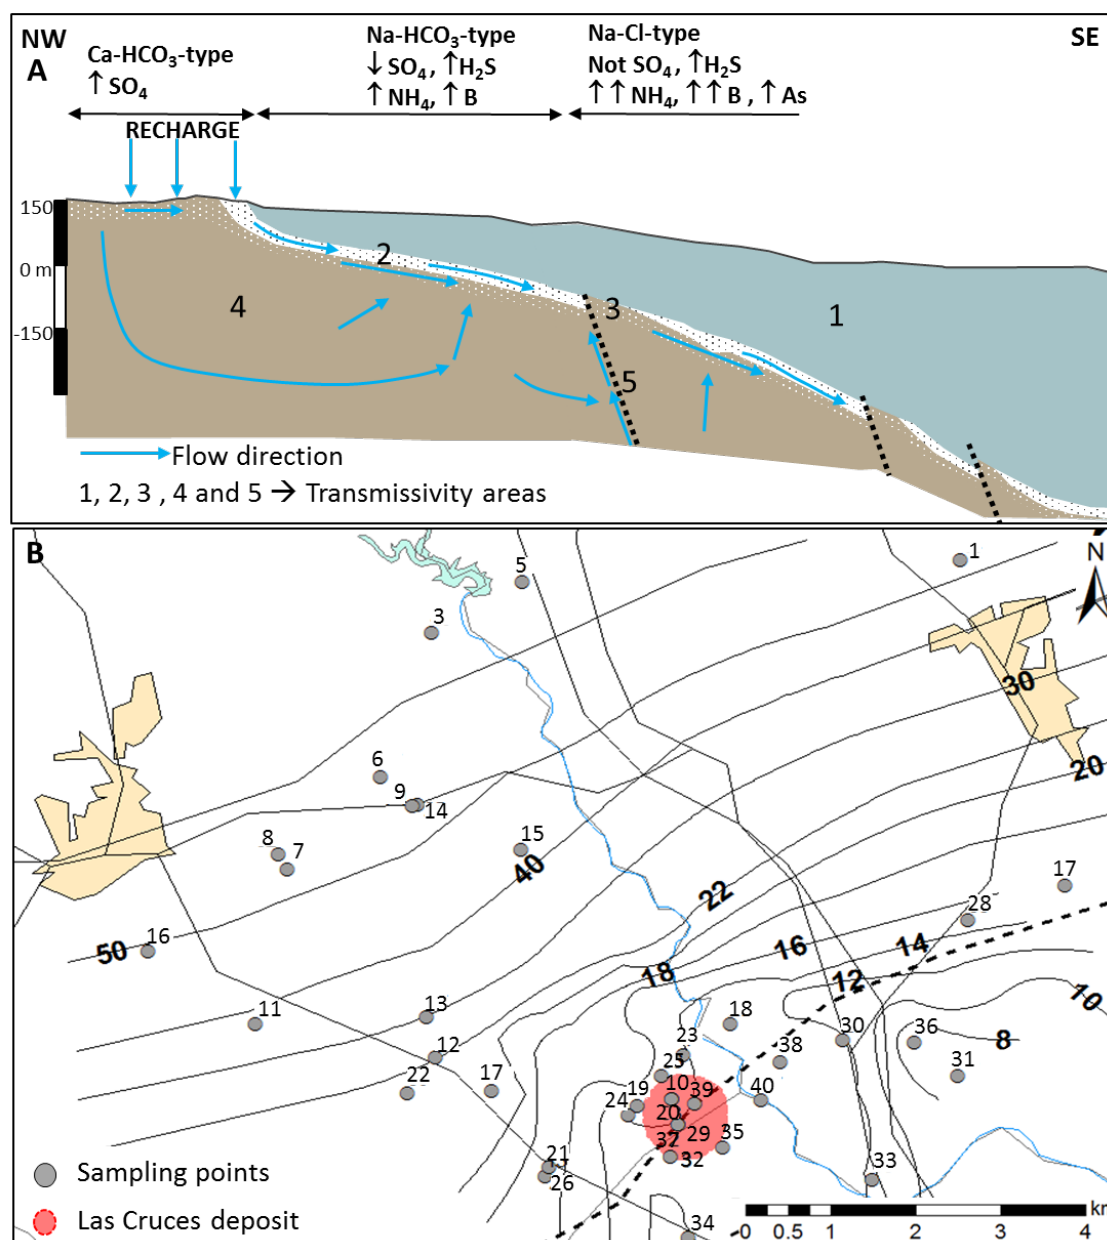 NW
SE
A
Ca-HCO₃-type
↑ SO₄
Na-HCO₃-type
↓ SO₄, ↑H₂S
↑ NH₄, ↑ B
Na-Cl-type
Not SO₄, ↑H₂S
↑↑ NH₄, ↑↑ B , ↑ As
RECHARGE
150
0 m
-150
1
2
3
4
5
Flow direction
1, 2, 3 , 4 and 5 → Transmissivity areas
B
N
1
5
3
30
20
6
9
14
8
7
15
40
22
17
28
50
16
16
14
18
12
10
11
13
18
30
36
8
23
12
38
31
22
17
25
10
39
40
19
24
20
29
35
37
32
21
26
33
34
Sampling points
Las Cruces deposit
km
0 0.5 1 2 3 4